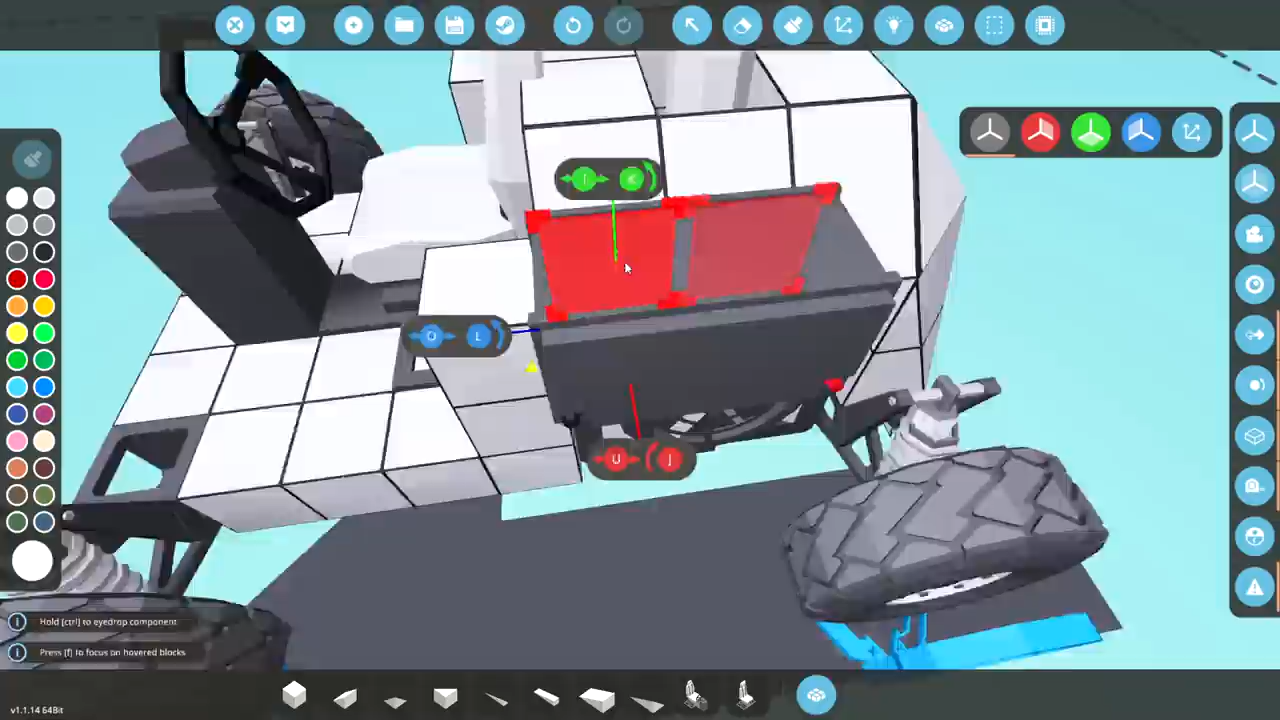 I K
O L
U J
Hold [ctrl] to eyedrop component
Press [f] to focus on hovered blocks
v1.1.14 64Bit